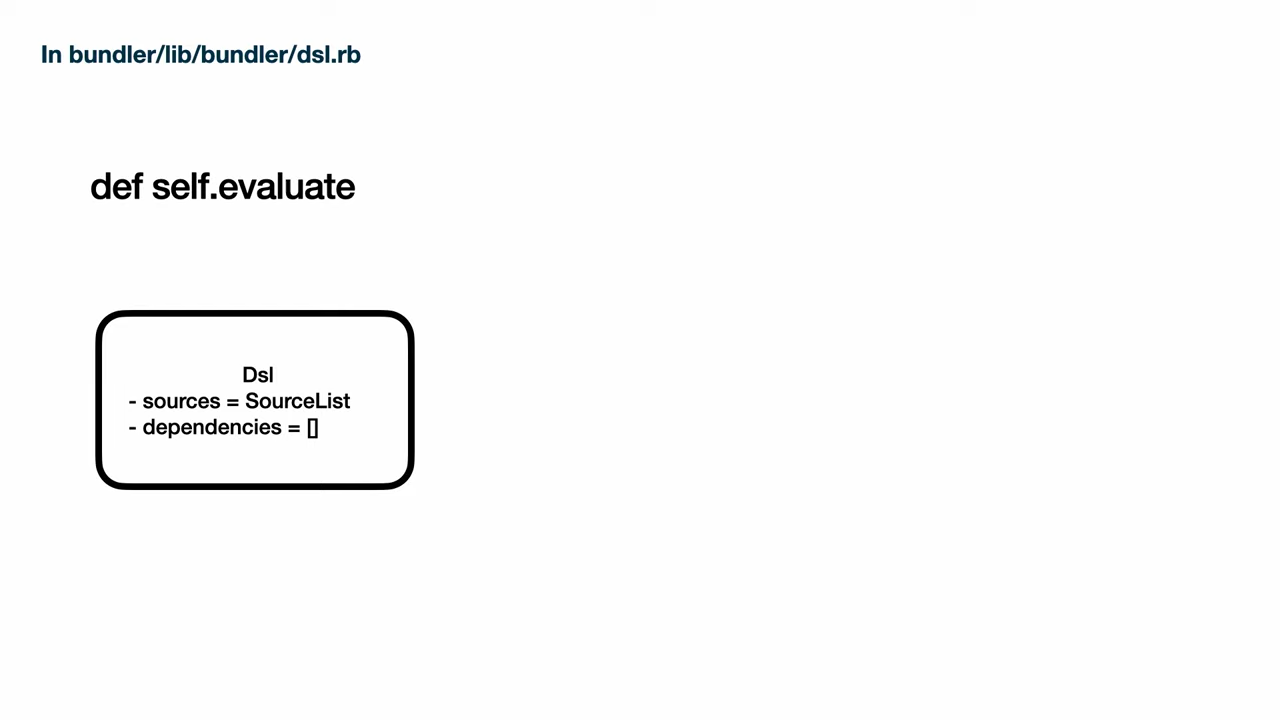 In bundler/lib/bundler/dsl.rb
def self.evaluate
Dsl
- sources = SourceList
- dependencies = []